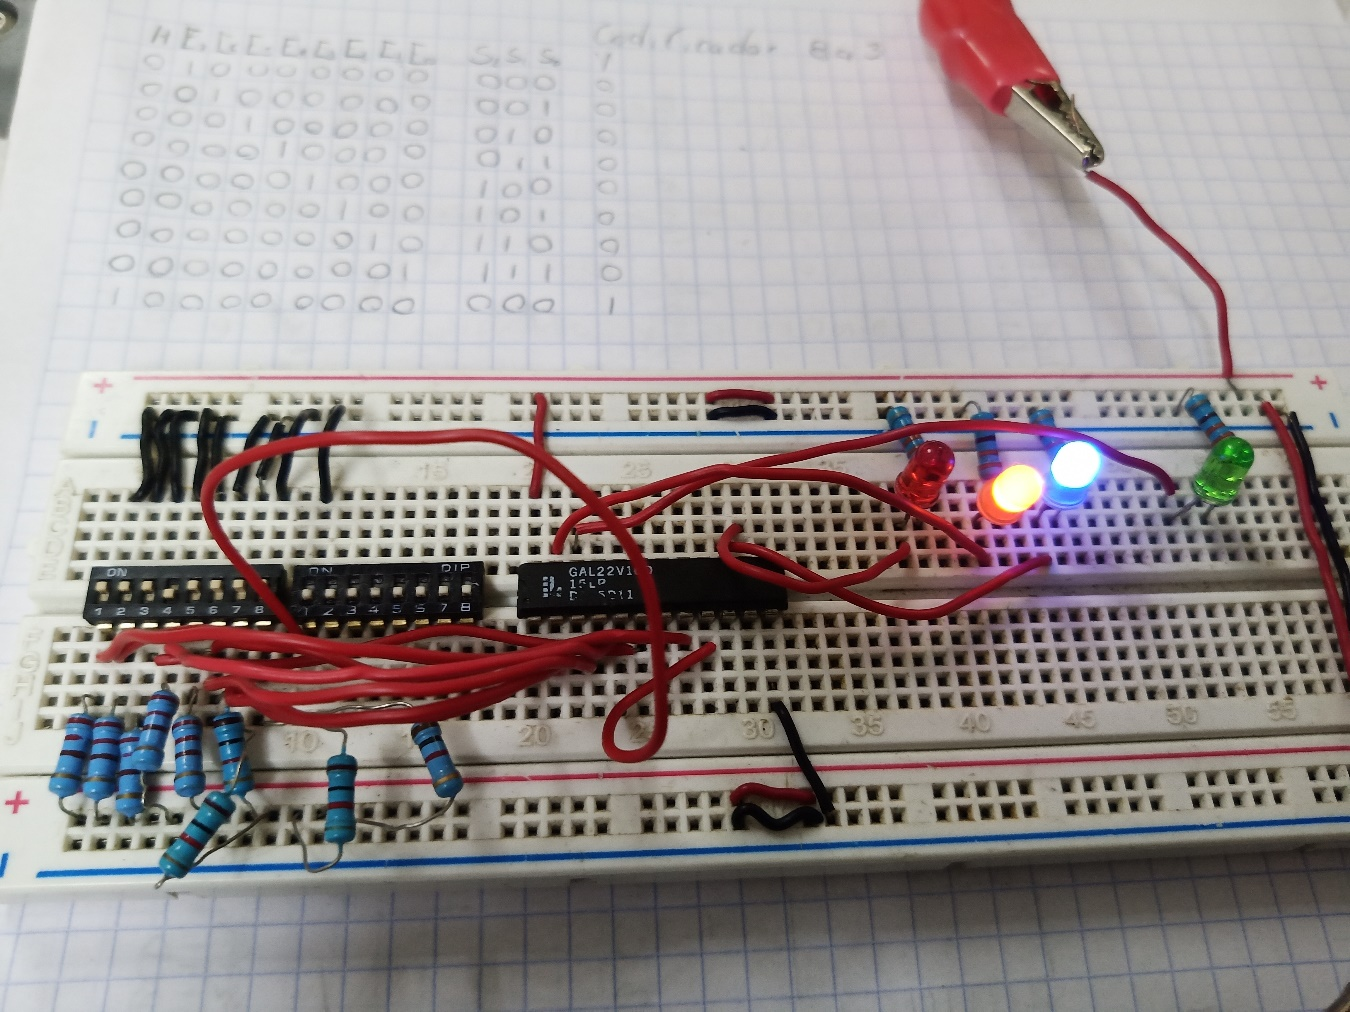 Codificador 8 a 3
S₂ S₁ S₀
0 1 0 0 0 0 0 0 0 0 0 0 1
0 0 1 0 0 0 0 0 0 0 0 1 0
0 0 0 1 0 0 0 0 0 0 1 0 0
0 0 0 0 1 0 0 0 0 0 1 1 0
0 0 0 0 0 1 0 0 0 1 0 0 0
0 0 0 0 0 0 1 0 0 1 0 1 0
0 0 0 0 0 0 0 1 0 1 1 0 0
0 0 0 0 0 0 0 0 1 1 1 1 0
1 0 0 0 0 0 0 0 0 0 0 0 1
+ +
15 25
ON
1 2 3 4 5 6 7 8
ON DIP
1 2 3 4 5 6 7 8
GAL22V10D
15LP
10 20 30 35 40 45 50 55
+